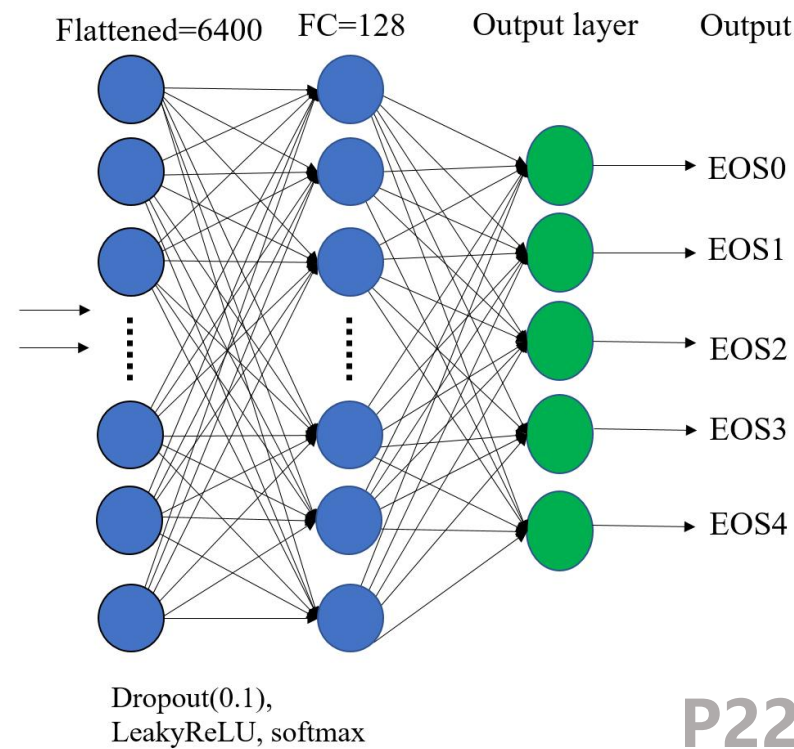 Flattened=6400 FC=128 Output layer Output
EOS0
EOS1
EOS2
EOS3
EOS4
Dropout(0.1),
LeakyReLU, softmax
P22